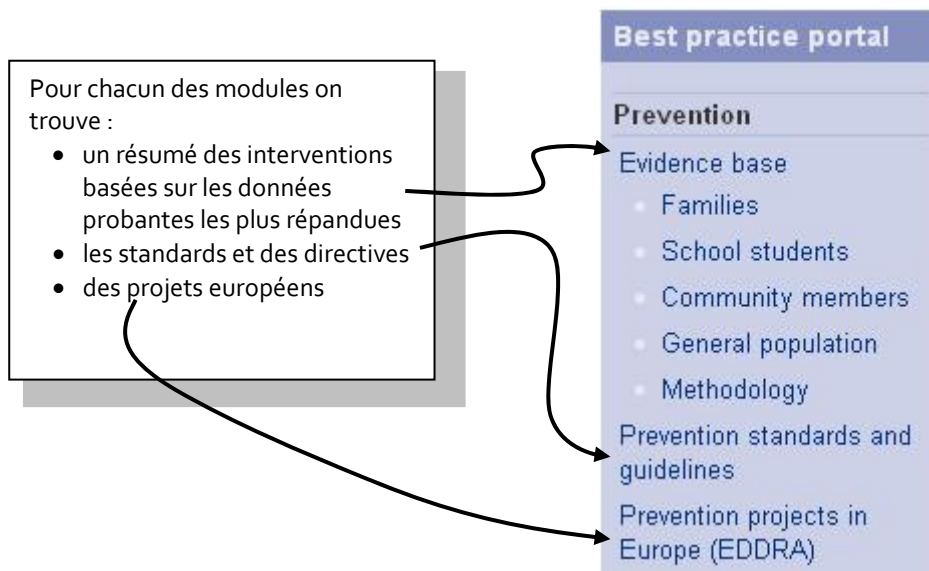 Pour chacun des modules on
trouve :
• un résumé des interventions
basées sur les données
probantes les plus répandues
• les standards et des directives
• des projets européens
Best practice portal
Prevention
Evidence base
• Families
• School students
• Community members
• General population
• Methodology
Prevention standards and
guidelines
Prevention projects in
Europe (EDDRA)